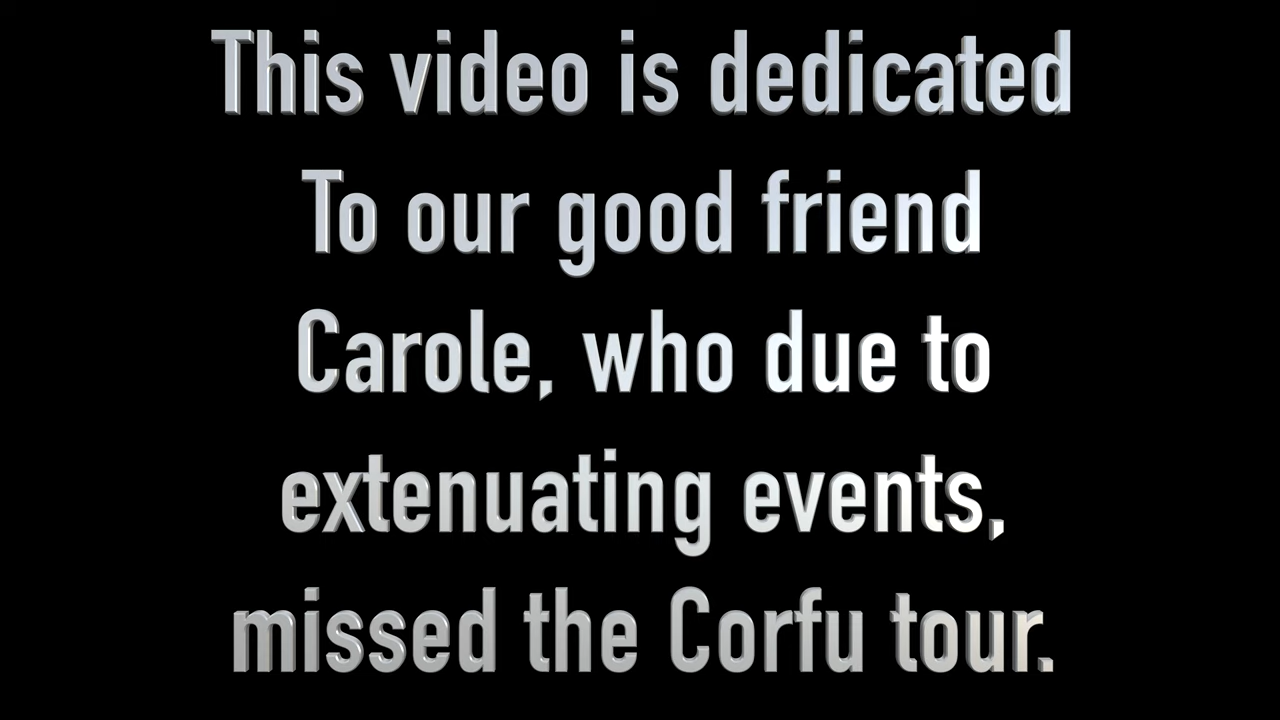 This video is dedicated
To our good friend
Carole, who due to
extenuating events,
missed the Corfu tour.